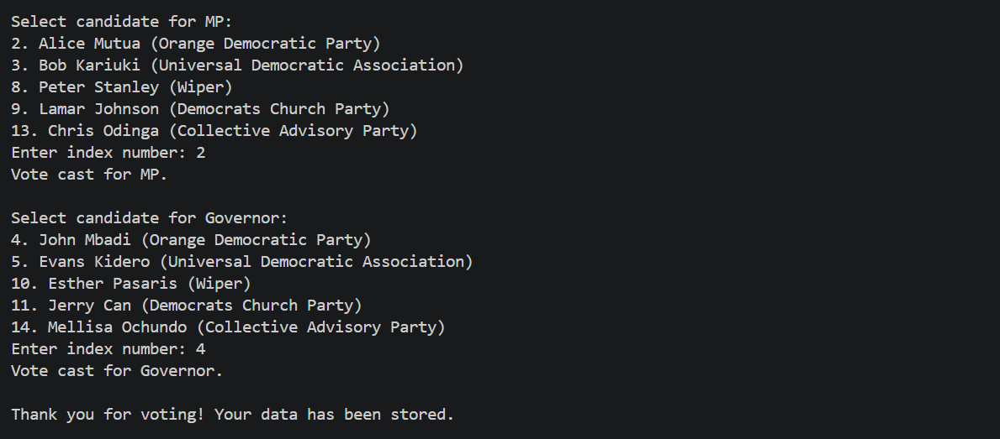 Select candidate for MP:
2. Alice Mutua (Orange Democratic Party)
3. Bob Kariuki (Universal Democratic Association)
8. Peter Stanley (Wiper)
9. Lamar Johnson (Democrats Church Party)
13. Chris Odinga (Collective Advisory Party)
Enter index number: 2
Vote cast for MP.

Select candidate for Governor:
4. John Mbadi (Orange Democratic Party)
5. Evans Kidero (Universal Democratic Association)
10. Esther Pasaris (Wiper)
11. Jerry Can (Democrats Church Party)
14. Mellisa Ochundo (Collective Advisory Party)
Enter index number: 4
Vote cast for Governor.

Thank you for voting! Your data has been stored.